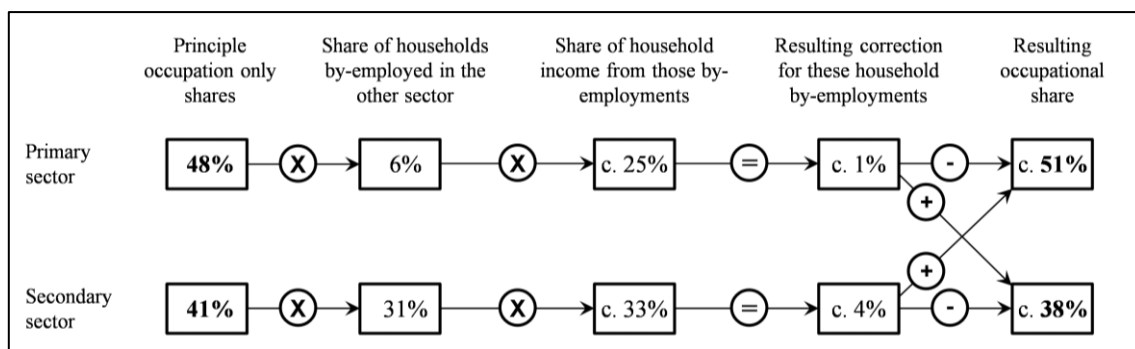 Principle
occupation only
shares
Share of households
by-employed in the
other sector
Share of household
income from those by-
employments
Resulting correction
for these household
by-employments
Resulting
occupational
share
Primary
sector
48% X 6% X c. 25% = c. 1% - c. 51%
+
+
Secondary
sector
41% X 31% X c. 33% = c. 4% - c. 38%